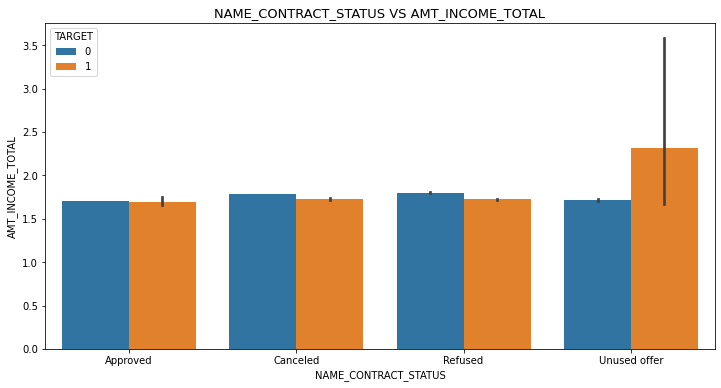 NAME_CONTRACT_STATUS VS AMT_INCOME_TOTAL
TARGET
0
1
AMT_INCOME_TOTAL
3.5
3.0
2.5
2.0
1.5
1.0
0.5
0.0
Approved Canceled Refused Unused offer
NAME_CONTRACT_STATUS